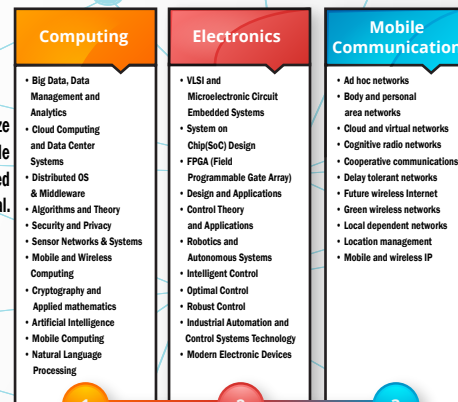 Computing
• Big Data, Data
Management and
Analytics
• Cloud Computing
and Data Center
Systems
• Distributed OS
& Middleware
• Algorithms and Theory
• Security and Privacy
• Sensor Networks & Systems
• Mobile and Wireless
Computing
• Cryptography and
Applied mathematics
• Artificial Intelligence
• Mobile Computing
• Natural Language
Processing
Electronics
• VLSI and
Microelectronic Circuit
Embedded Systems
• System on
Chip(SoC) Design
• FPGA (Field
Programmable Gate Array)
• Design and Applications
• Control Theory
and Applications
• Robotics and
Autonomous Systems
• Intelligent Control
• Optimal Control
• Robust Control
• Industrial Automation and
Control Systems Technology
• Modern Electronic Devices
Mobile
Communication
• Ad hoc networks
• Body and personal
area networks
• Cloud and virtual networks
• Cognitive radio networks
• Cooperative communications
• Delay tolerant networks
• Future wireless Internet
• Green wireless networks
• Local dependent networks
• Location management
• Mobile and wireless IP